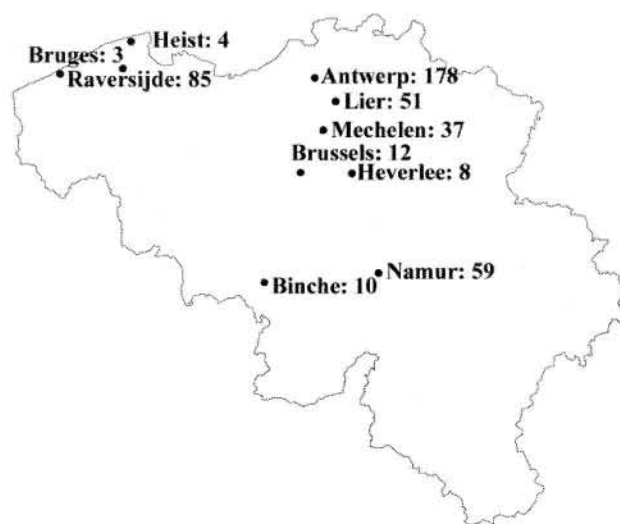 Heist: 4
Bruges: 3
Raversijde: 85
Antwerp: 178
Lier: 51
Mechelen: 37
Brussels: 12
Heverlee: 8
Namur: 59
Binche: 10